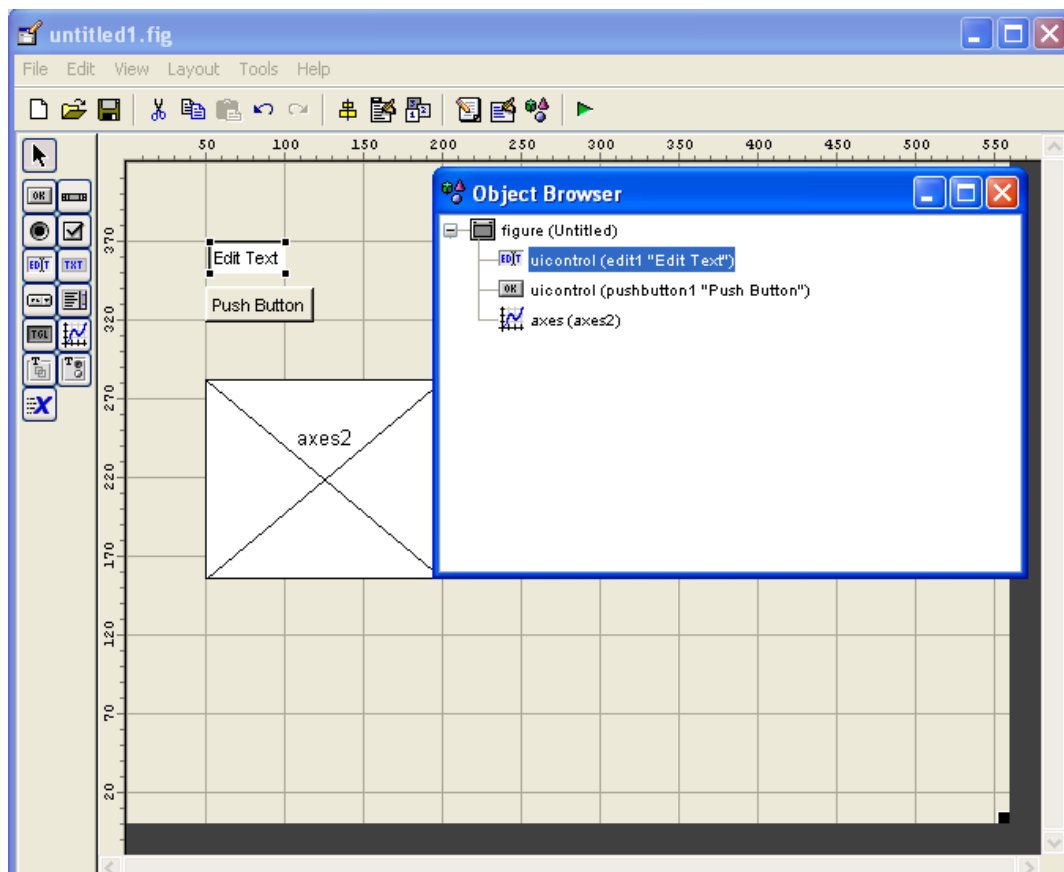 untitled1.fig
File Edit View Layout Tools Help
50 100 150 200 250 300 350 400 450 500 550
Object Browser
figure (Untitled)
uicontrol (edit1 "Edit Text")
uicontrol (pushbutton1 "Push Button")
axes (axes2)
OK
EDIT TXT
TGL
370
320
270
220
170
120
70
20
Edit Text
Push Button
axes2
EDIT
OK